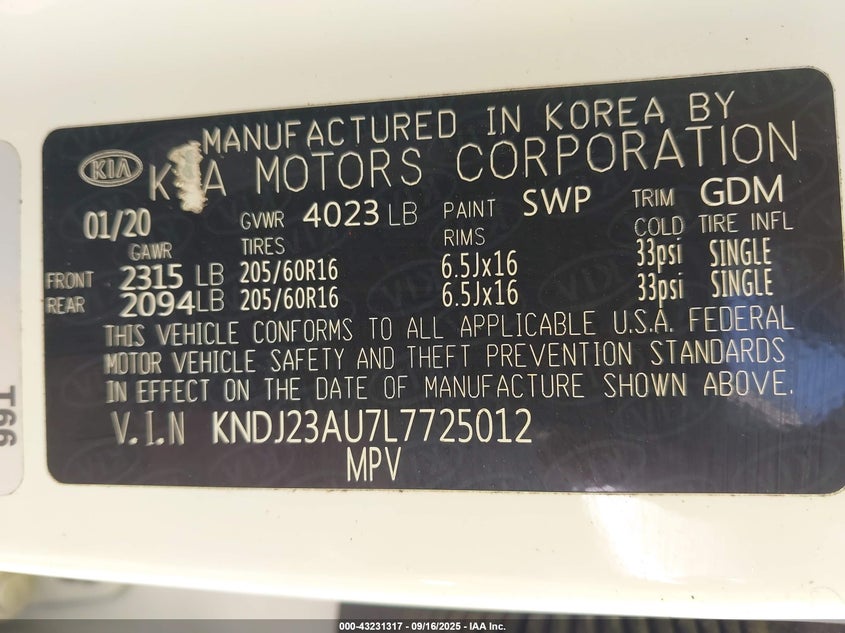 MANUFACTURED IN KOREA BY
KIA KIA MOTORS CORPORATION
01/20 GVWR 4023 LB PAINT SWP TRIM GDM
GAWR TIRES RIMS COLD TIRE INFL
FRONT 2315 LB 205/60R16 6.5Jx16 33psi SINGLE
REAR 2094LB 205/60R16 6.5Jx16 33psi SINGLE
THIS VEHICLE CONFORMS TO ALL APPLICABLE U.S.A. FEDERAL
MOTOR VEHICLE SAFETY AND THEFT PREVENTION STANDARDS
IN EFFECT ON THE DATE OF MANUFACTURE SHOWN ABOVE.
V.I.N KNDJ23AU7L7725012
MPV
T66
000-43231317 - 09/16/2025 - IAA Inc.